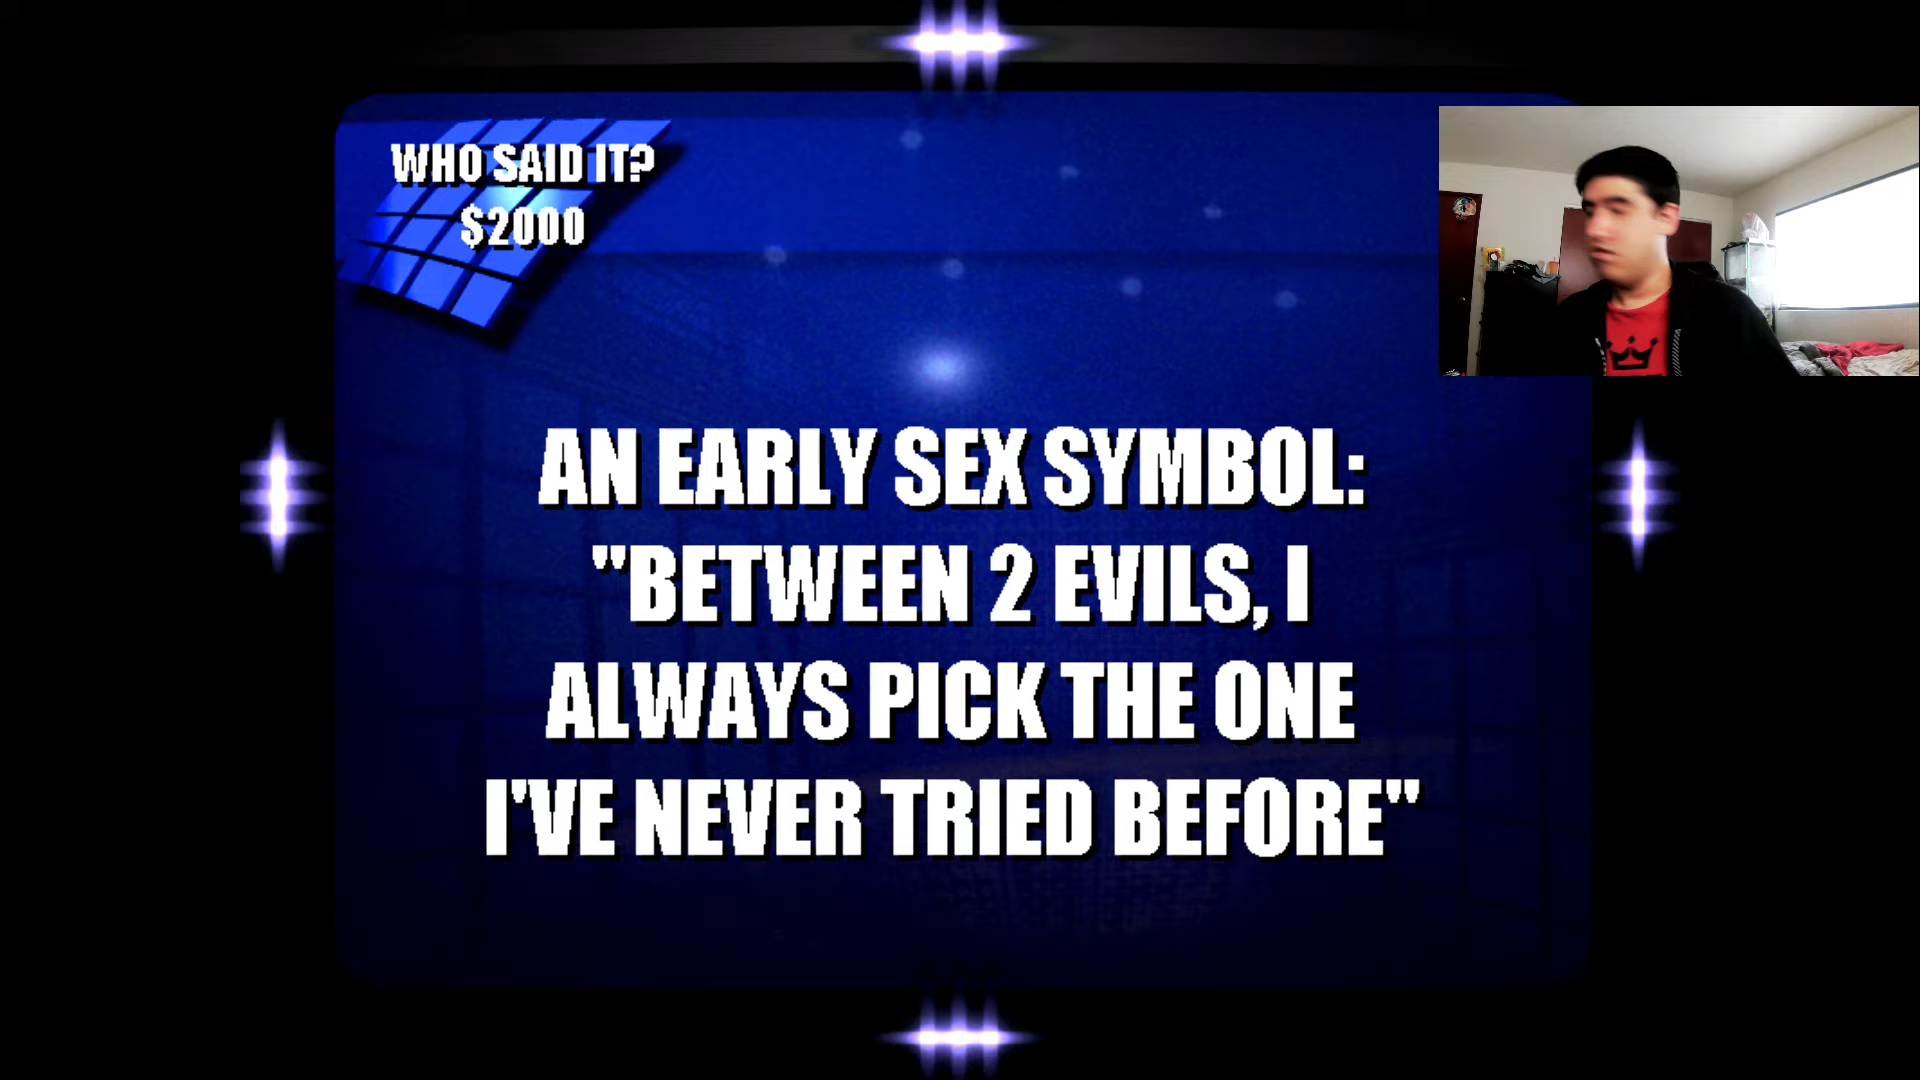 WHO SAID IT?
$2000
AN EARLY SEX SYMBOL:
"BETWEEN 2 EVILS, I
ALWAYS PICK THE ONE
I'VE NEVER TRIED BEFORE"